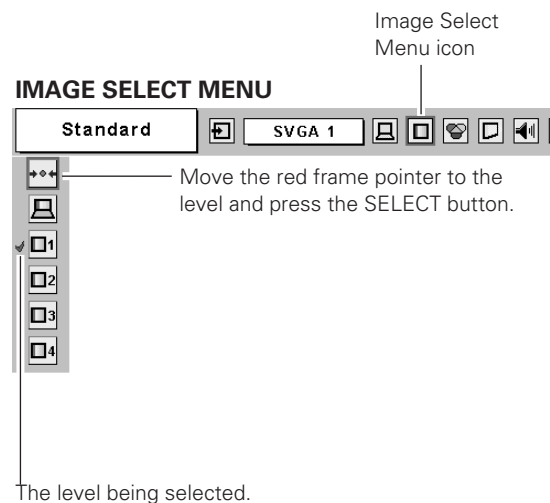 Image Select
Menu icon
IMAGE SELECT MENU
Standard
SVGA 1
Move the red frame pointer to the
level and press the SELECT button.
1
2
3
4
The level being selected.